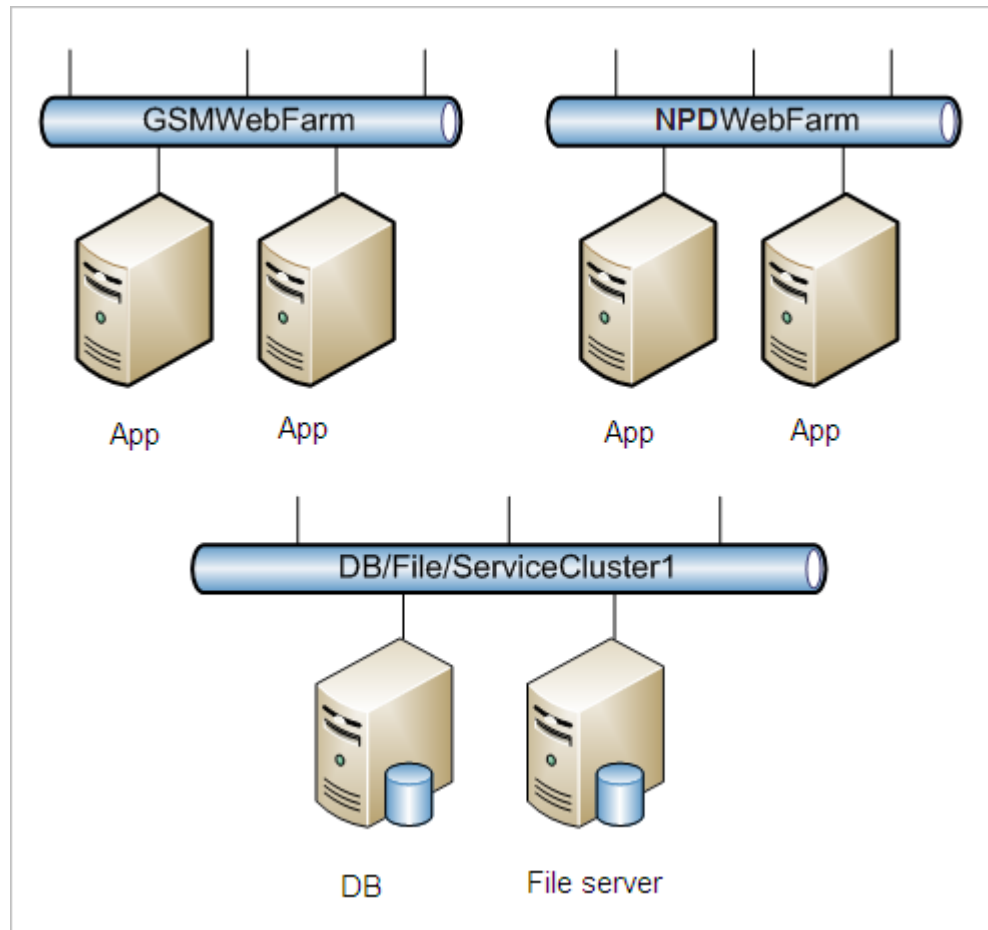 GSMWebFarm
NPDWebFarm
App
App
App
App
DB/File/ServiceCluster1
DB
File server